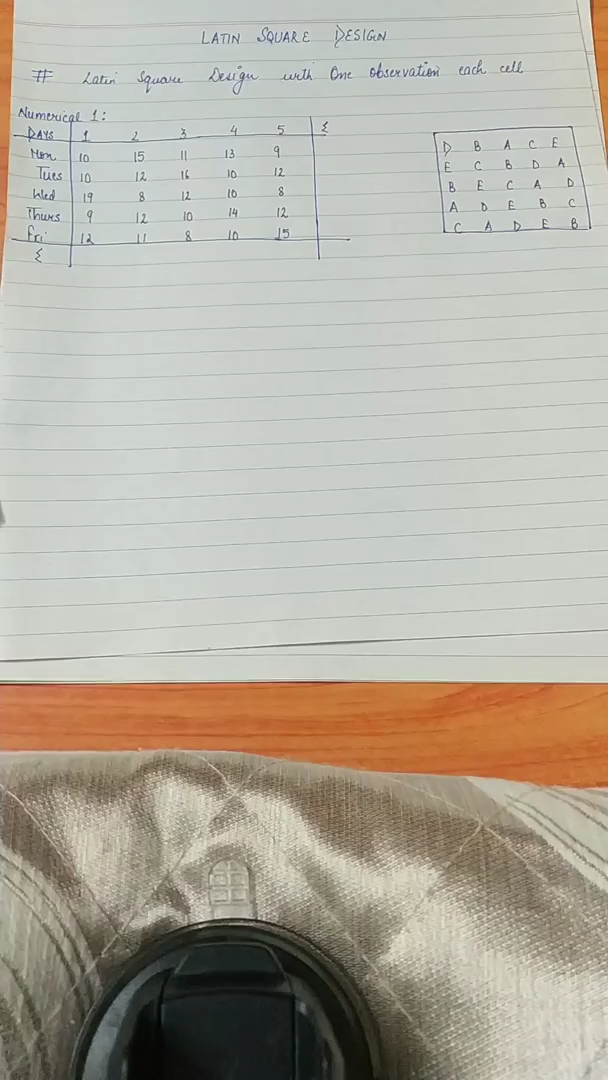 LATIN SQUARE DESIGN
# Latin Square Design with One observation each cell
Numerical 1:
DAYS 1 2 3 4 5 Σ
Mon 10 15 11 13 9
Tues 10 12 16 10 12
Wed 19 8 12 10 8
Thurs 9 12 10 14 12
Fri 12 11 8 10 15
Σ
D B A C E
E C B D A
B E C A D
A D E B C
C A D E B